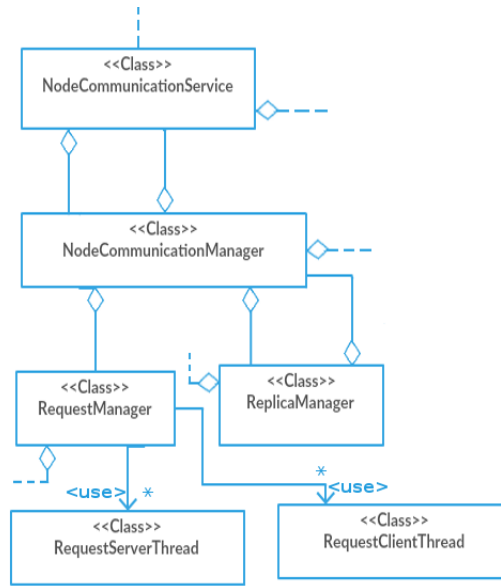 <<Class>>
NodeCommunicationService
<<Class>>
NodeCommunicationManager
<<Class>>
RequestManager
<<Class>>
ReplicaManager
<use> *
*
<use>
<<Class>>
RequestServerThread
<<Class>>
RequestClientThread